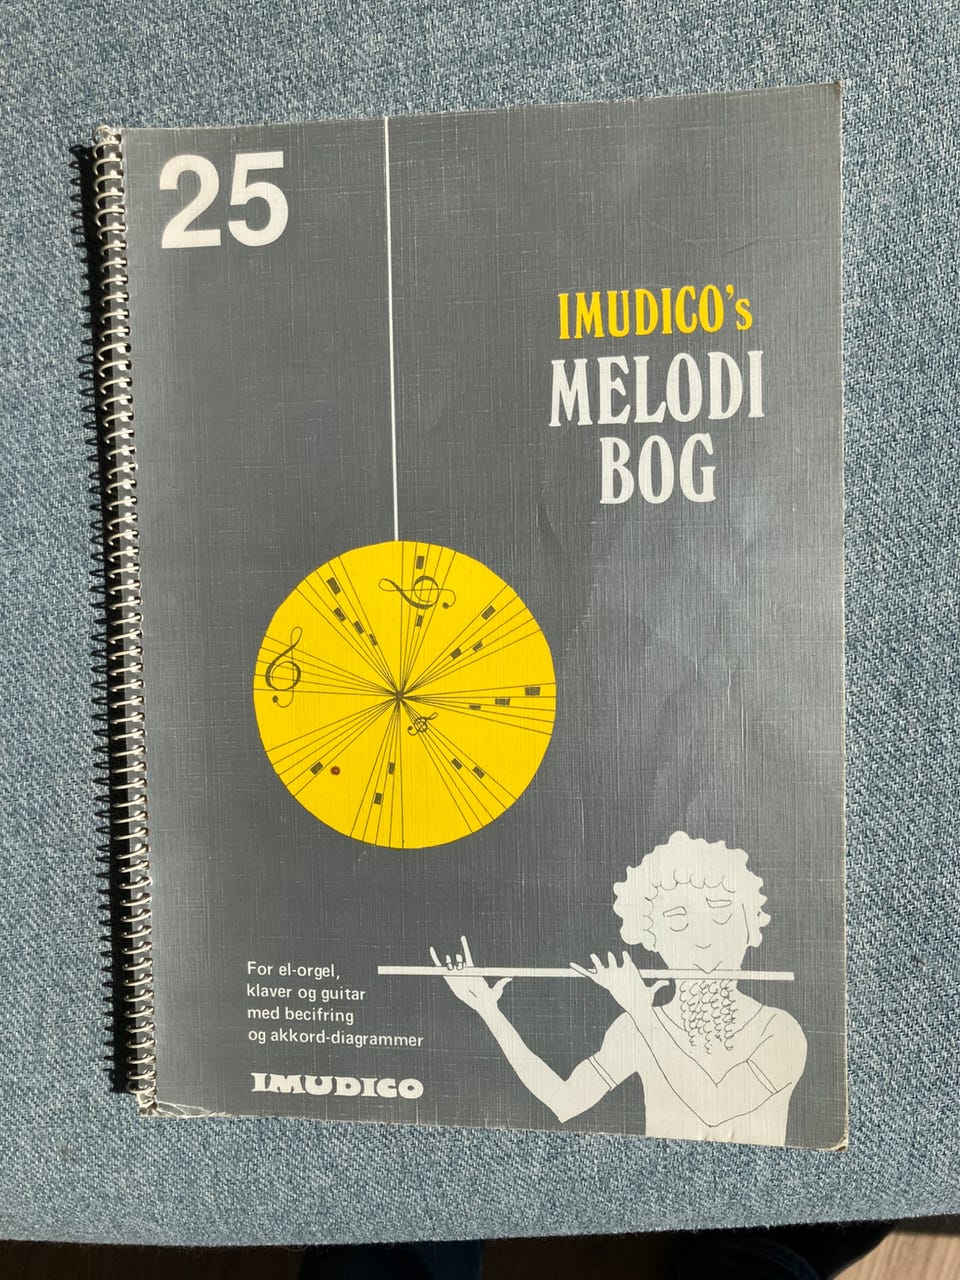 25
IMUDICO's
MELODI
BOG
For el-orgel,
klaver og guitar
med becifring
og akkord-diagrammer
IMUDICO